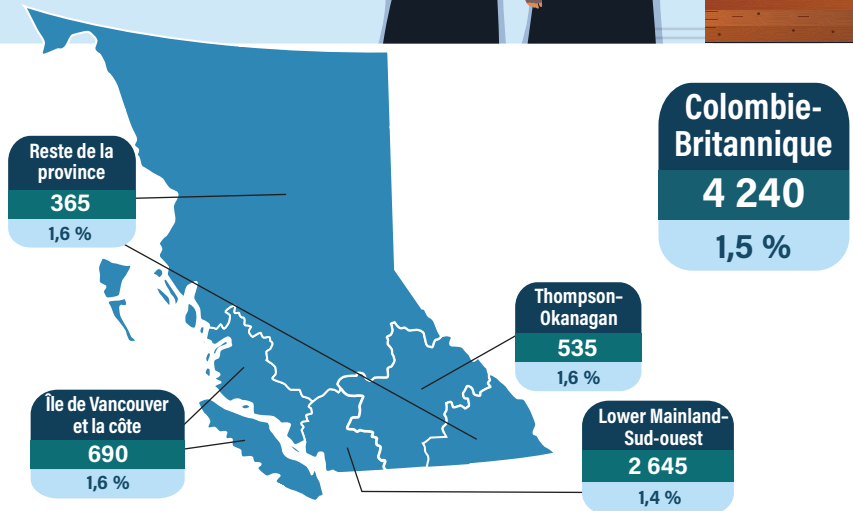 Colombie-
Britannique
4 240
1,5 %
Reste de la
province
365
1,6 %
Thompson-
Okanagan
535
1,6 %
Île de Vancouver
et la côte
690
1,6 %
Lower Mainland-
Sud-ouest
2 645
1,4 %